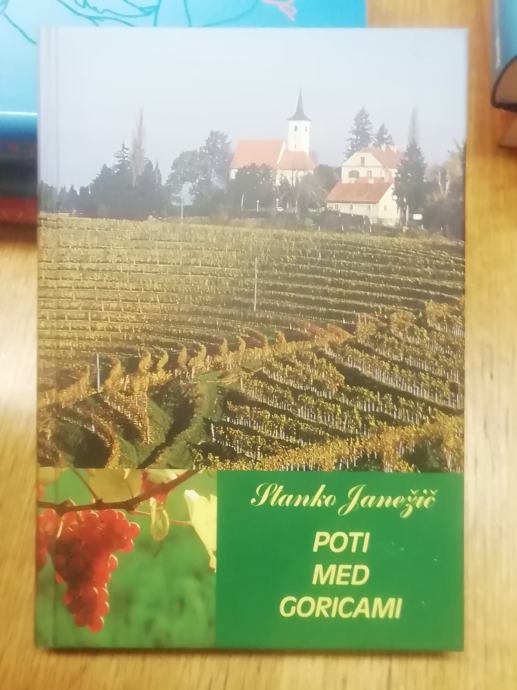 Stanko Janežič
POTI
MED
GORICAMI